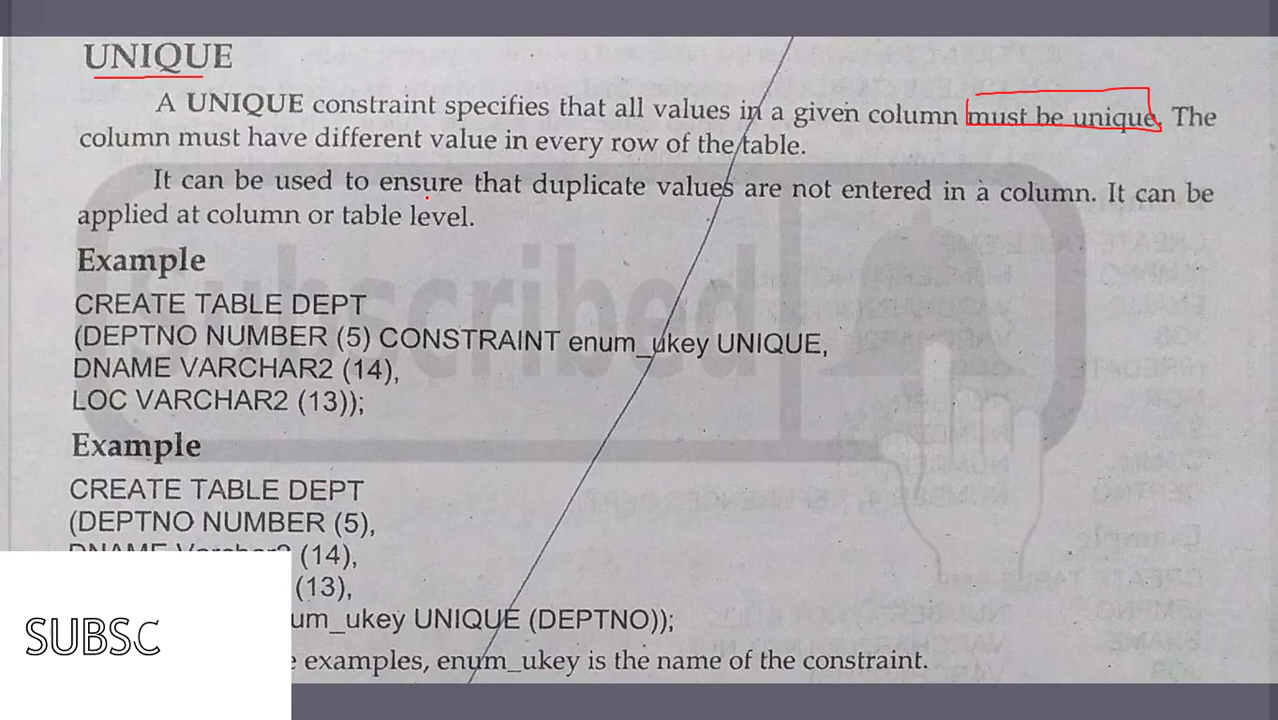 UNIQUE
A UNIQUE constraint specifies that all values in a given column must be unique. The
column must have different value in every row of the table.
It can be used to ensure that duplicate values are not entered in a column. It can be
applied at column or table level.
Example
CREATE TABLE DEPT
(DEPTNO NUMBER (5) CONSTRAINT enum_ukey UNIQUE,
DNAME VARCHAR2 (14),
LOC VARCHAR2 (13));
Example
CREATE TABLE DEPT
(DEPTNO NUMBER (5),
DNAME Varchar2 (14),
(13),
um_ukey UNIQUE (DEPTNO));
examples, enum_ukey is the name of the constraint.
Subscribed
SUBSC